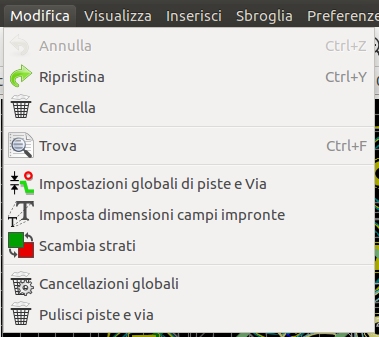 Modifica Visualizza Inserisci Sbroglia Preferenze
Annulla Ctrl+Z
Ripristina Ctrl+Y
Cancella
Trova Ctrl+F
Impostazioni globali di piste e Via
Imposta dimensioni campi impronte
Scambia strati
Cancellazioni globali
Pulisci piste e via